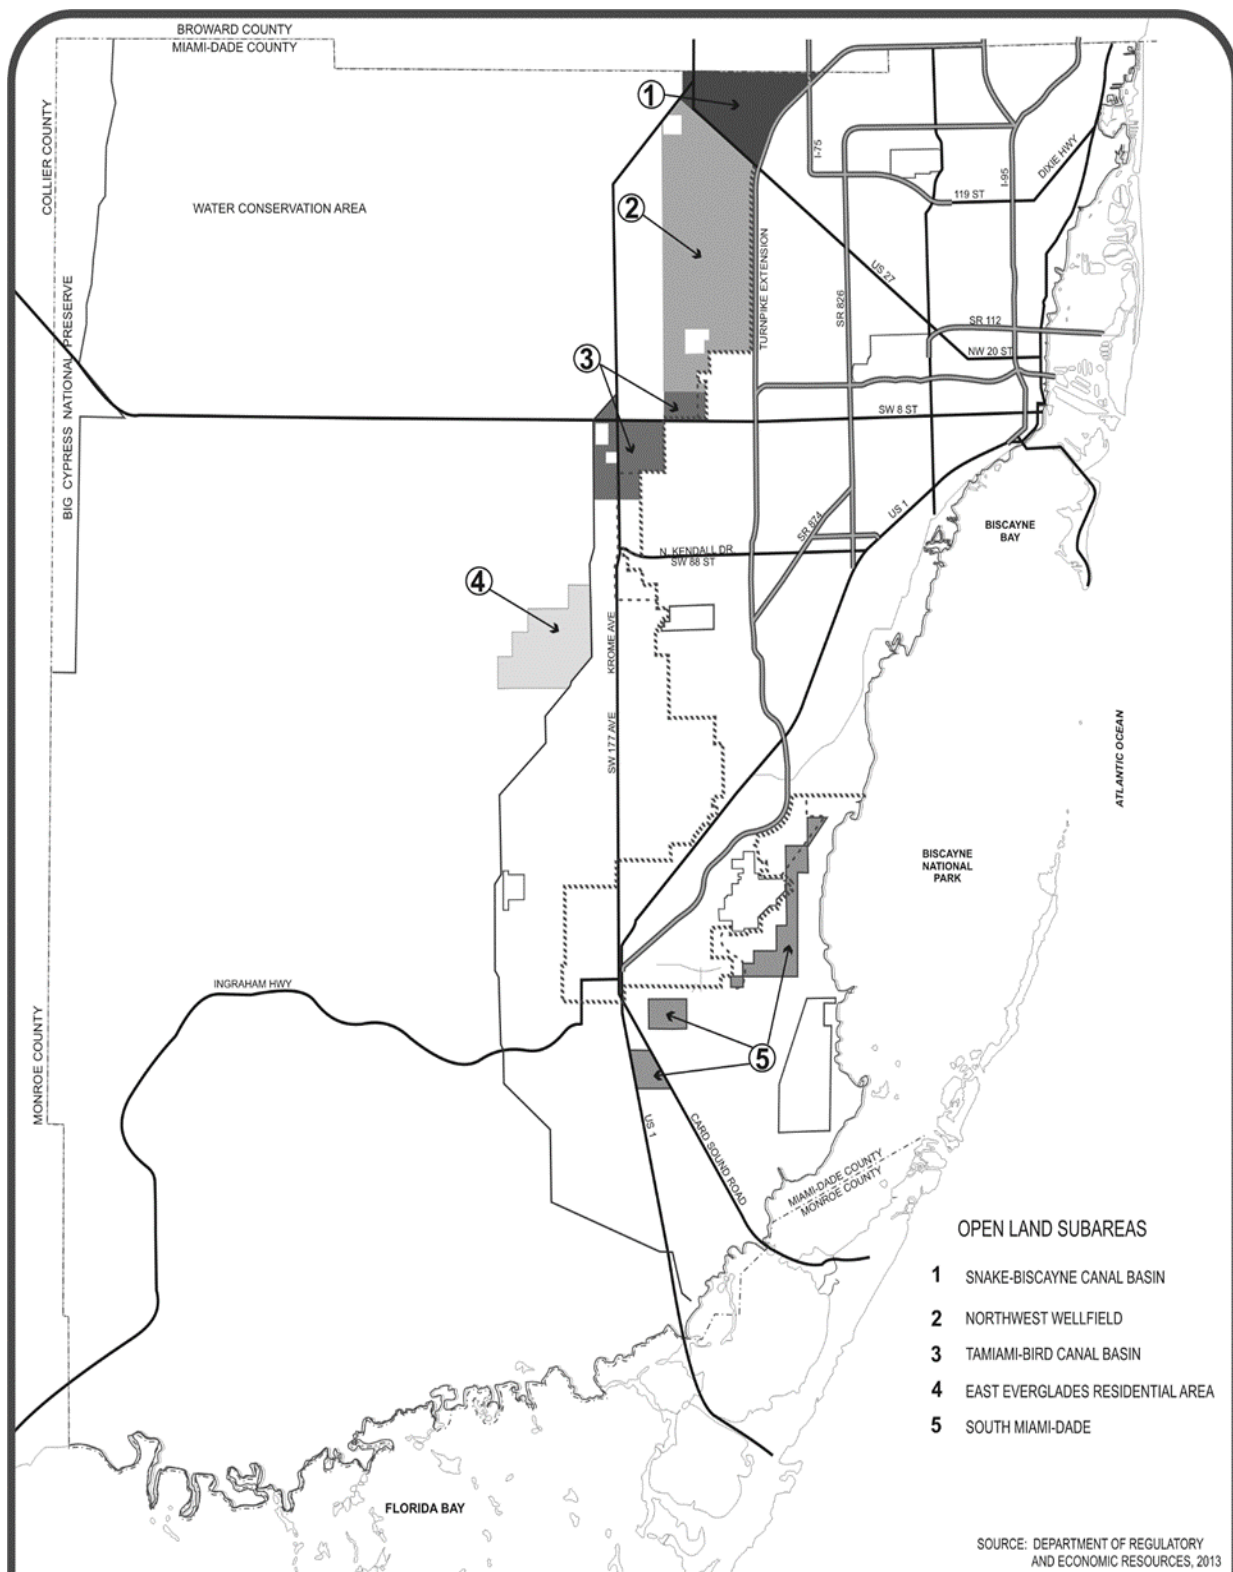 BROWARD COUNTY
MIAMI-DADE COUNTY
COLLIER COUNTY
1
I-75
I-95
DIXIE HWY
119 ST
WATER CONSERVATION AREA
2
TURNPIKE EXTENSION
US 27
SR 826
BIG CYPRESS NATIONAL PRESERVE
SR 112
NW 20 ST
3
SW 8 ST
SR 874
US 1
BISCAYNE
BAY
N. KENDALL DR.
SW 88 ST
4
KROME AVE
SW 177 AVE
ATLANTIC OCEAN
BISCAYNE
NATIONAL
PARK
INGRAHAM HWY
MONROE COUNTY
5
US 1
CARD SOUND ROAD
MIAMI-DADE COUNTY
MONROE COUNTY
OPEN LAND SUBAREAS
1 SNAKE-BISCAYNE CANAL BASIN
2 NORTHWEST WELLFIELD
3 TAMIAMI-BIRD CANAL BASIN
4 EAST EVERGLADES RESIDENTIAL AREA
5 SOUTH MIAMI-DADE
FLORIDA BAY
SOURCE: DEPARTMENT OF REGULATORY
AND ECONOMIC RESOURCES, 2013